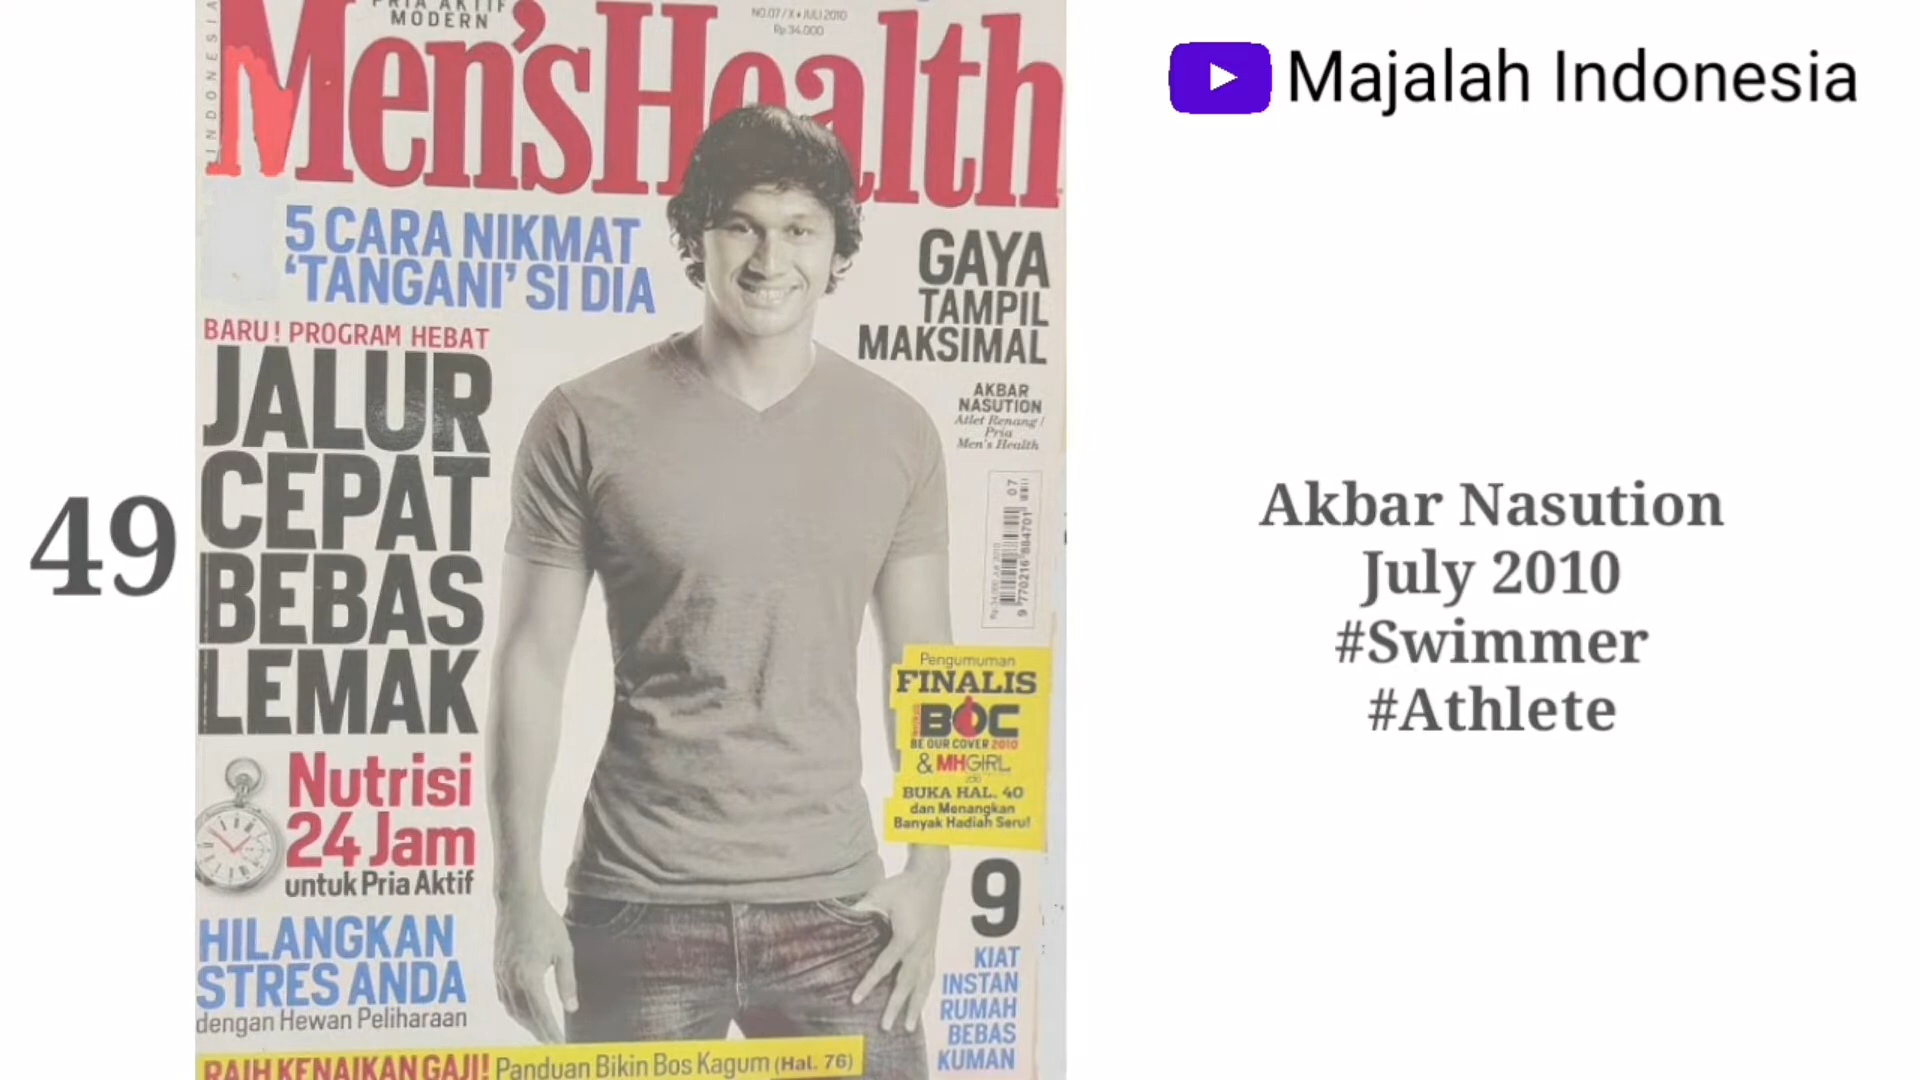 INDONESIA
PRIA AKTIF
MODERN
NO.07/X • JULI 2010
Rp 34.000
Men'sHealth
5 CARA NIKMAT
‘TANGANI’ SI DIA
BARU! PROGRAM HEBAT
JALUR
CEPAT
BEBAS
LEMAK
Nutrisi
24 Jam
untuk Pria Aktif
HILANGKAN
STRES ANDA
dengan Hewan Peliharaan
RAIH KENAIKAN GAJI! Panduan Bikin Bos Kagum (Hal. 76)
GAYA
TAMPIL
MAKSIMAL
AKBAR
NASUTION
Atlet Renang /
Pria
Men's Health
07
9 770216 884701
Pengumuman
FINALIS
BOC
BE OUR COVER 2010
& MHGIRL
BUKA HAL. 40
dan Menangkan
Banyak Hadiah Seru!
9
KIAT
INSTAN
RUMAH
BEBAS
KUMAN
49
Majalah Indonesia
Akbar Nasution
July 2010
#Swimmer
#Athlete